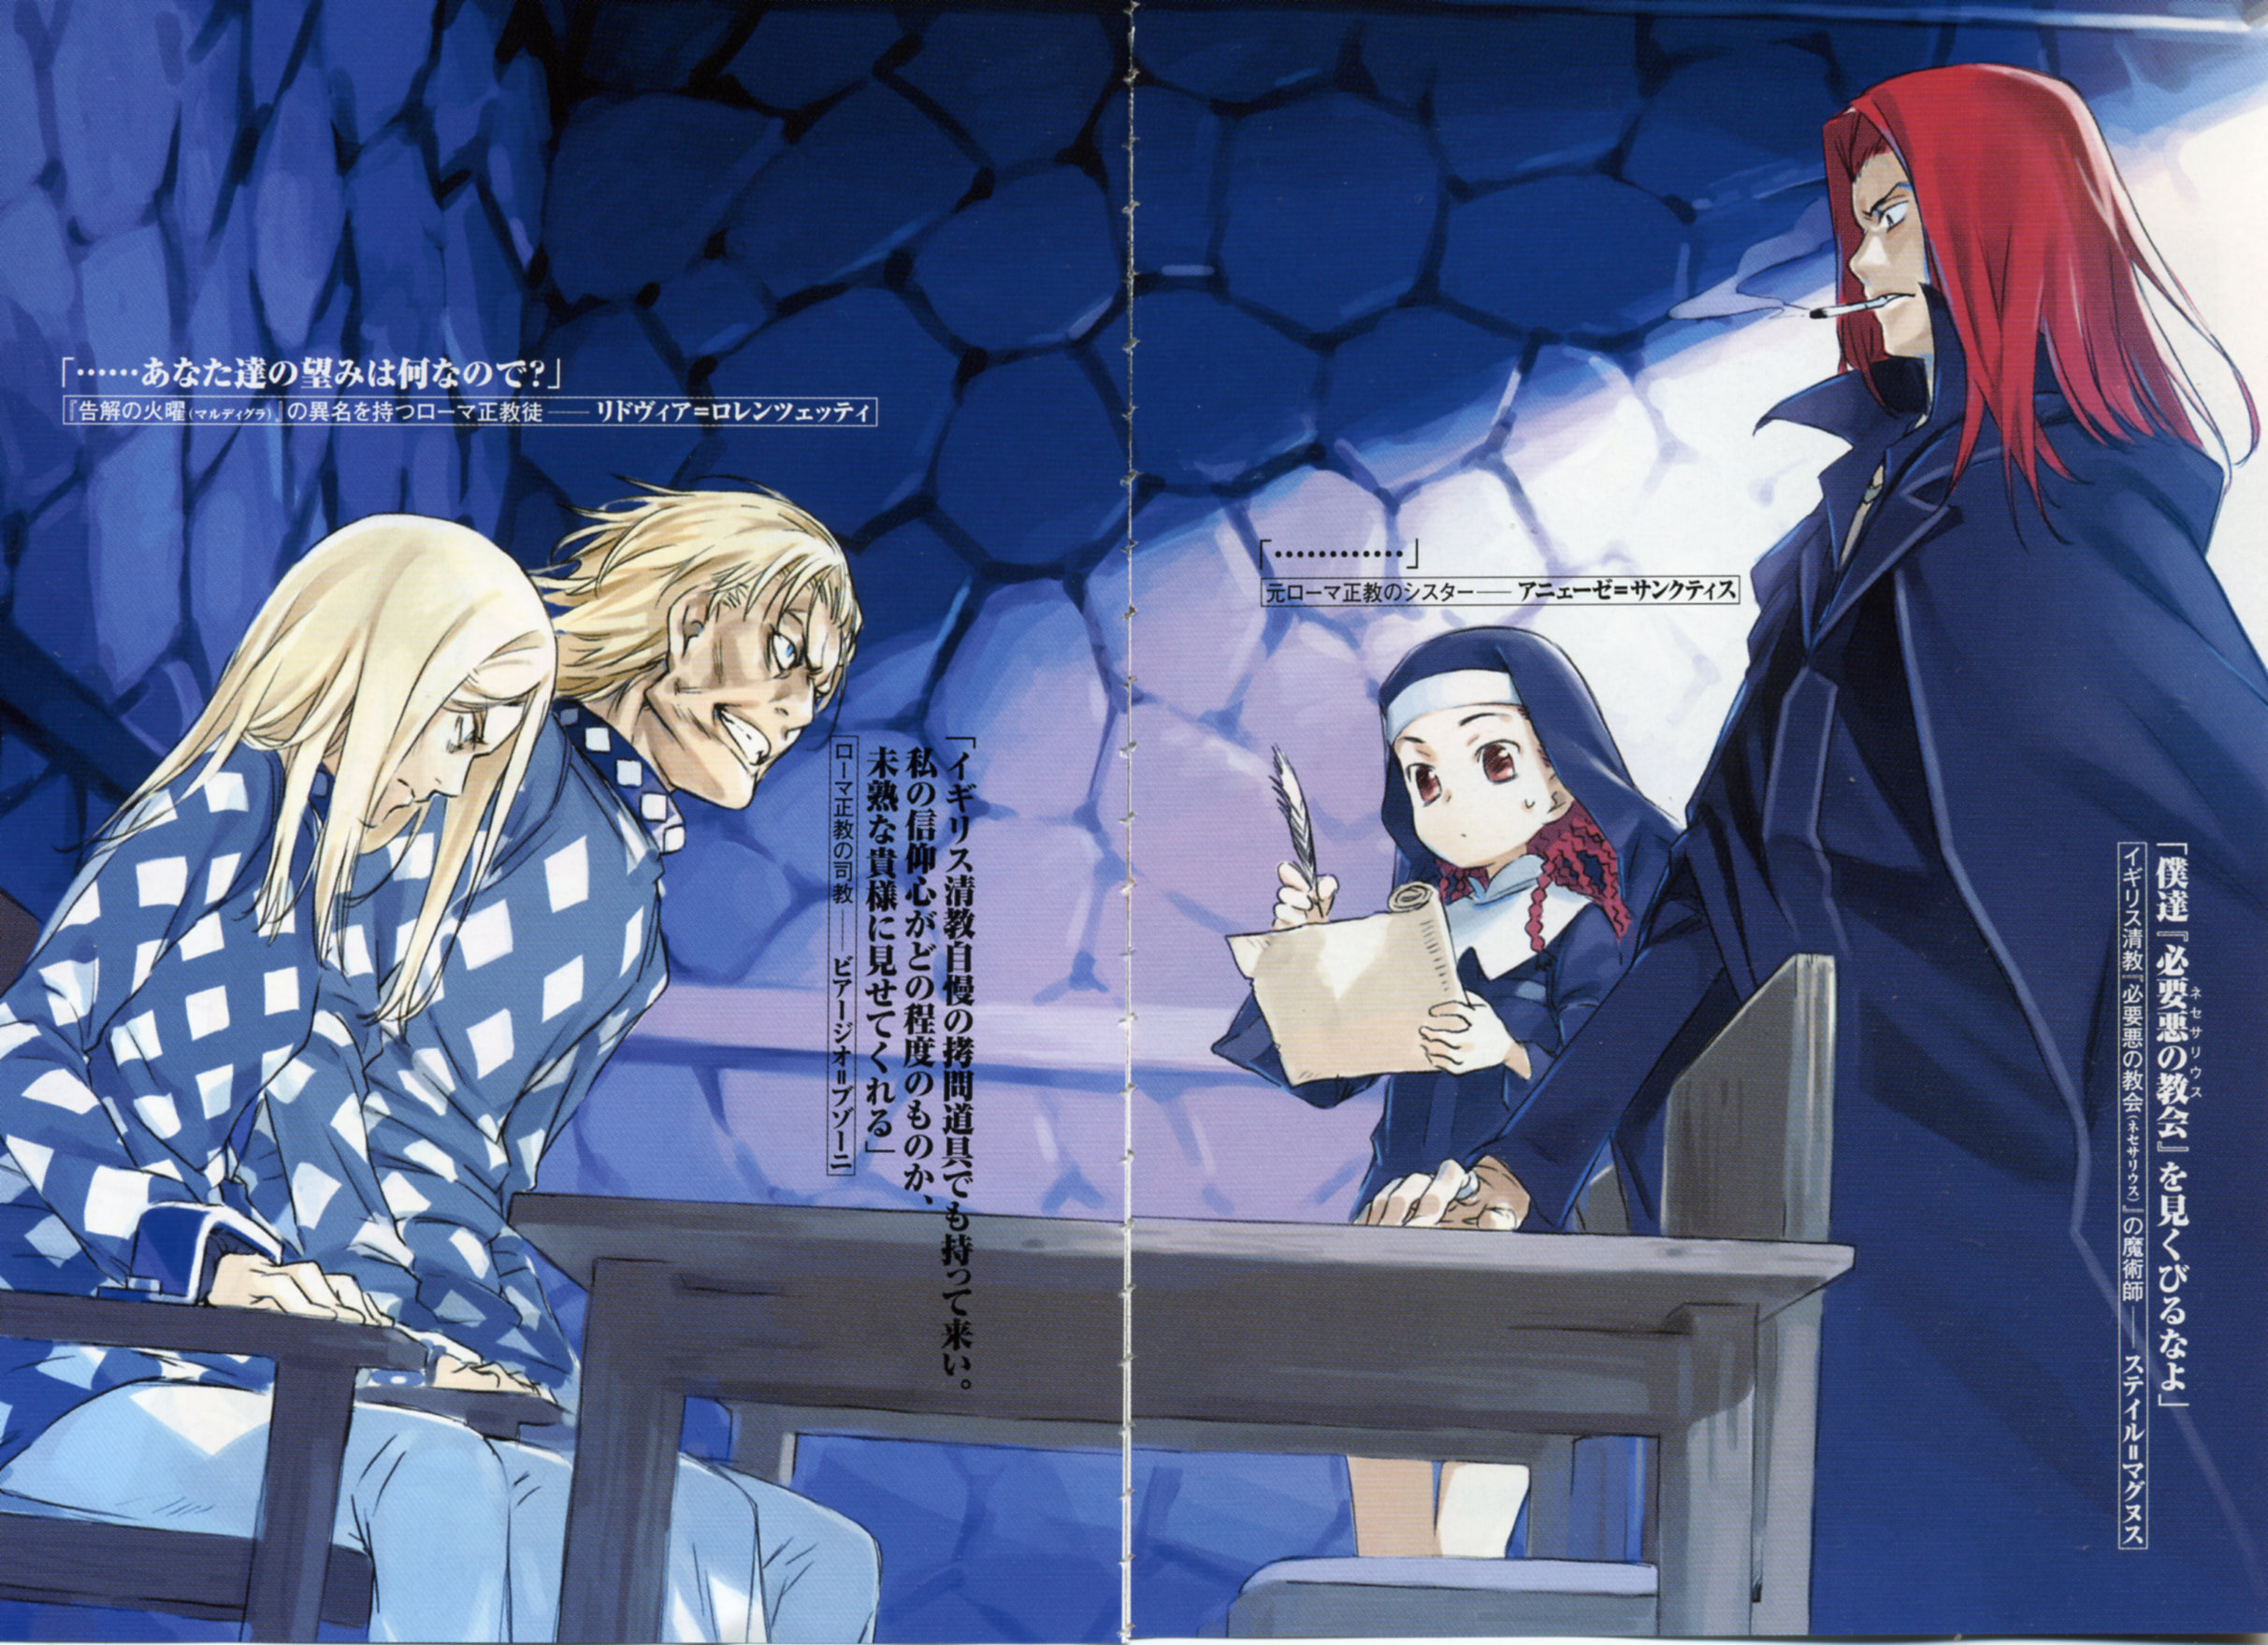 「僕達『必要悪の教会』を見くびるなよ」
ネセサリウス
イギリス清教『必要悪の教会(ネセサリウス)』の魔術師――ステイル=マグヌス
「…………」
元ローマ正教のシスター――アニェーゼ=サンクティス
「イギリス清教自慢の拷問道具でも持って来い。
私の信仰心がどの程度のものか、
未熟な貴様に見せてくれる」
ローマ正教の司教――ビアージオ=ブゾーニ
「……あなた達の望みは何なので?」
『告解の火曜(マルディグラ)』の異名を持つローマ正教徒――リドヴィア=ロレンツェッティ